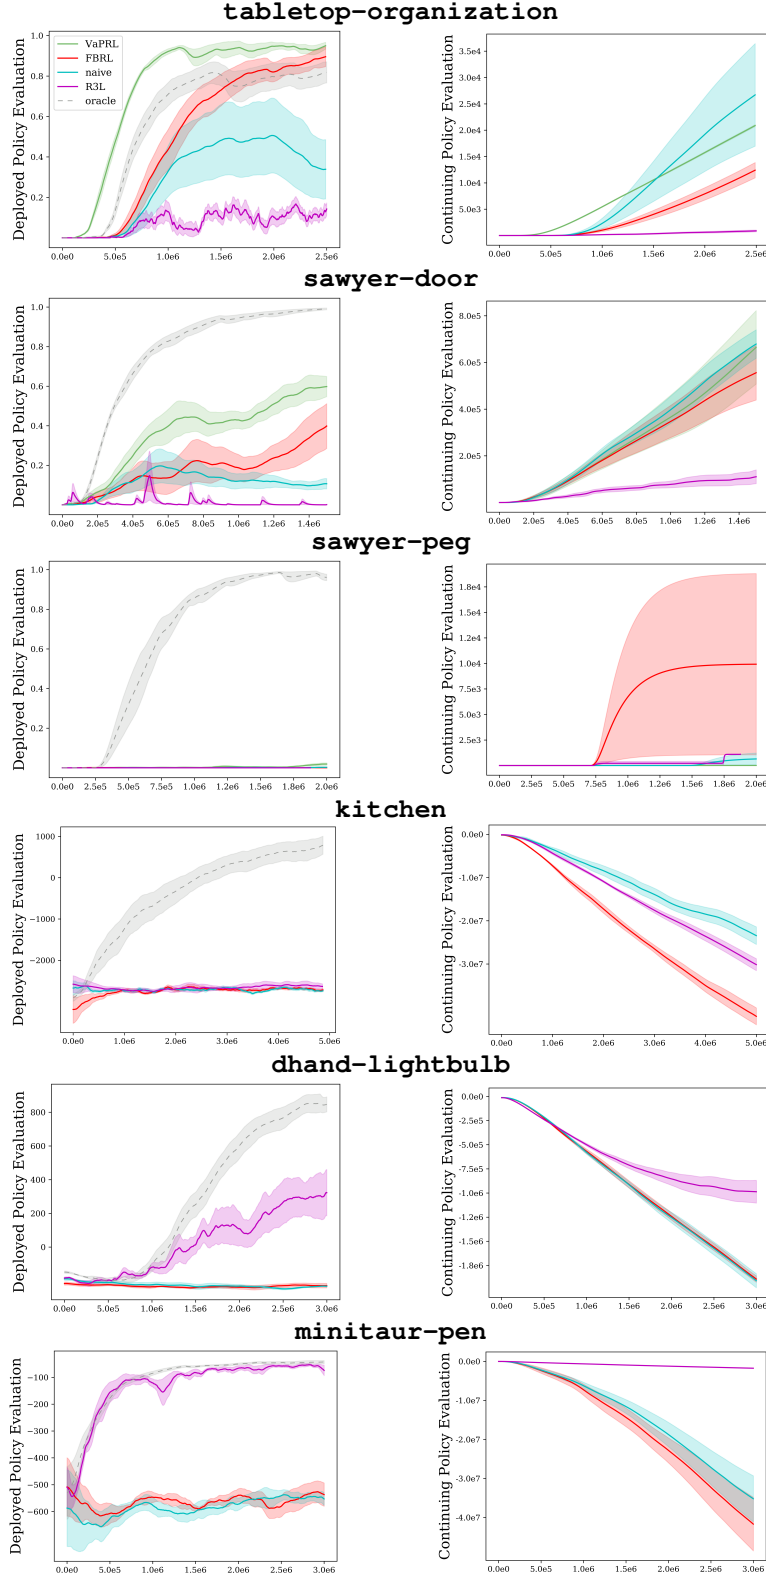 tabletop-organization
Deployed Policy Evaluation
1.0
0.8
0.6
0.4
0.2
VaPRL
FBRL
naive
R3L
oracle
0.0e0 5.0e5 1.0e6 1.5e6 2.0e6 2.5e6
Continuing Policy Evaluation
3.5e4
3.0e4
2.5e4
2.0e4
1.5e4
1.0e4
5.0e3
0.0e0 5.0e5 1.0e6 1.5e6 2.0e6 2.5e6
sawyer-door
Deployed Policy Evaluation
1.0
0.8
0.6
0.4
0.2
0.0e0 2.0e5 4.0e5 6.0e5 8.0e5 1.0e6 1.2e6 1.4e6
Continuing Policy Evaluation
8.0e5
6.0e5
4.0e5
2.0e5
0.0e0 2.0e5 4.0e5 6.0e5 8.0e5 1.0e6 1.2e6 1.4e6
sawyer-peg
Deployed Policy Evaluation
1.0
0.8
0.6
0.4
0.2
0.0e0 2.5e5 5.0e5 7.5e5 1.0e6 1.2e6 1.5e6 1.8e6 2.0e6
Continuing Policy Evaluation
1.8e4
1.5e4
1.2e4
1.0e4
7.5e3
5.0e3
2.5e3
0.0e0 2.5e5 5.0e5 7.5e5 1.0e6 1.2e6 1.5e6 1.8e6 2.0e6
kitchen
Deployed Policy Evaluation
1000
0
−1000
−2000
0.0e0 1.0e6 2.0e6 3.0e6 4.0e6 5.0e6
Continuing Policy Evaluation
0.0e0
-1.0e7
-2.0e7
-3.0e7
0.0e0 1.0e6 2.0e6 3.0e6 4.0e6 5.0e6
dhand-lightbulb
Deployed Policy Evaluation
800
600
400
200
0
0.0e0 5.0e5 1.0e6 1.5e6 2.0e6 2.5e6 3.0e6
Continuing Policy Evaluation
0.0e0
-2.5e5
-5.0e5
-7.5e5
-1.0e6
-1.2e6
-1.5e6
-1.8e6
0.0e0 5.0e5 1.0e6 1.5e6 2.0e6 2.5e6 3.0e6
minitaur-pen
Deployed Policy Evaluation
−100
−200
−300
−400
−500
−600
0.0e0 5.0e5 1.0e6 1.5e6 2.0e6 2.5e6 3.0e6
Continuing Policy Evaluation
0.0e0
-1.0e7
-2.0e7
-3.0e7
-4.0e7
0.0e0 5.0e5 1.0e6 1.5e6 2.0e6 2.5e6 3.0e6